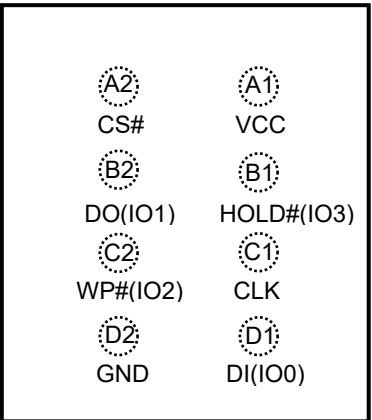 A2 A1
CS# VCC
B2 B1
DO(IO1) HOLD#(IO3)
C2 C1
WP#(IO2) CLK
D2 D1
GND DI(IO0)